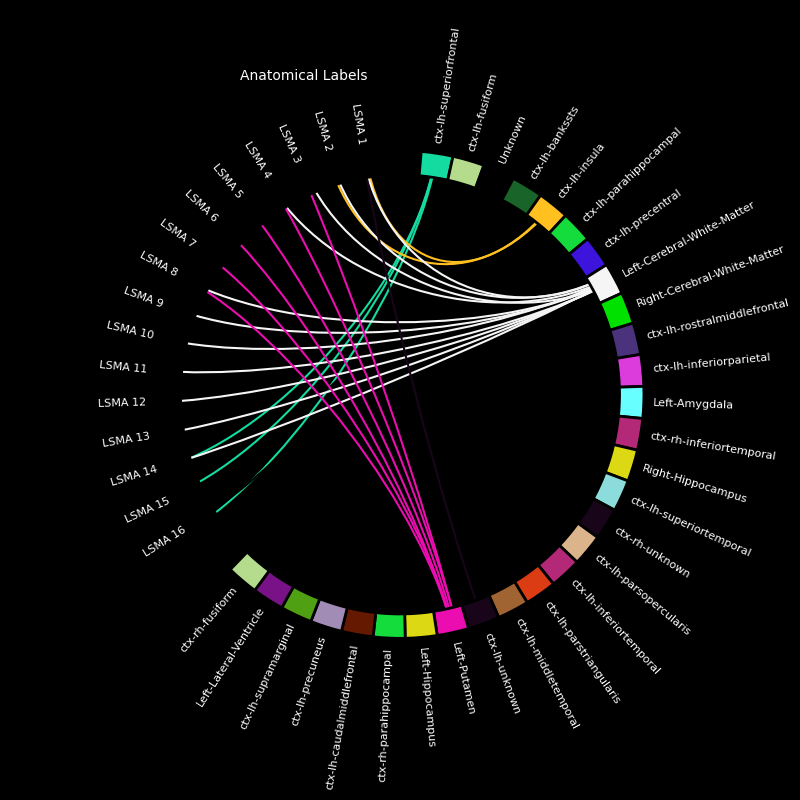 Anatomical Labels
LSMA 1
LSMA 2
LSMA 3
LSMA 4
LSMA 5
LSMA 6
LSMA 7
LSMA 8
LSMA 9
LSMA 10
LSMA 11
LSMA 12
LSMA 13
LSMA 14
LSMA 15
LSMA 16
ctx-rh-fusiform
Left-Lateral-Ventricle
ctx-lh-supramarginal
ctx-lh-precuneus
ctx-lh-caudalmiddlefrontal
ctx-rh-parahippocampal
Left-Hippocampus
Left-Putamen
ctx-lh-unknown
ctx-lh-middletemporal
ctx-lh-parstriangularis
ctx-lh-inferiortemporal
ctx-lh-parsopercularis
ctx-rh-unknown
ctx-lh-superiortemporal
Right-Hippocampus
ctx-rh-inferiortemporal
Left-Amygdala
ctx-lh-inferiorparietal
ctx-lh-rostralmiddlefrontal
Right-Cerebral-White-Matter
Left-Cerebral-White-Matter
ctx-lh-precentral
ctx-lh-parahippocampal
ctx-lh-insula
ctx-lh-bankssts
Unknown
ctx-lh-fusiform
ctx-lh-superiorfrontal